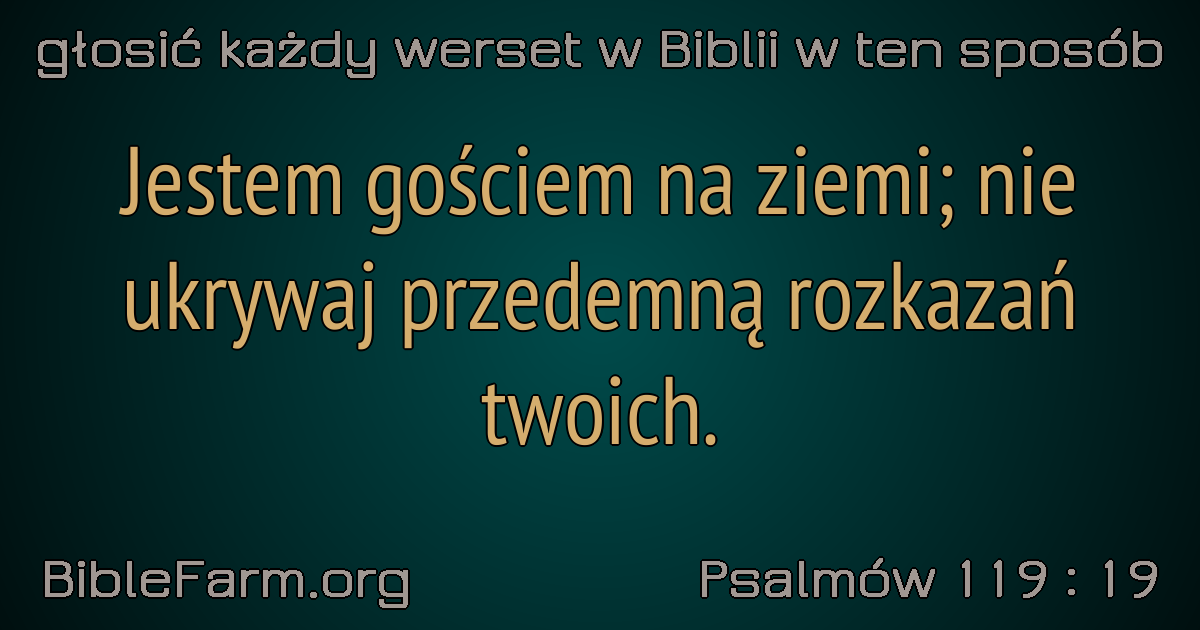 głosić każdy werset w Biblii w ten sposób
Jestem gościem na ziemi; nie
ukrywaj przedemną rozkazań
twoich.
BibleFarm.org
Psalmów 119 : 19